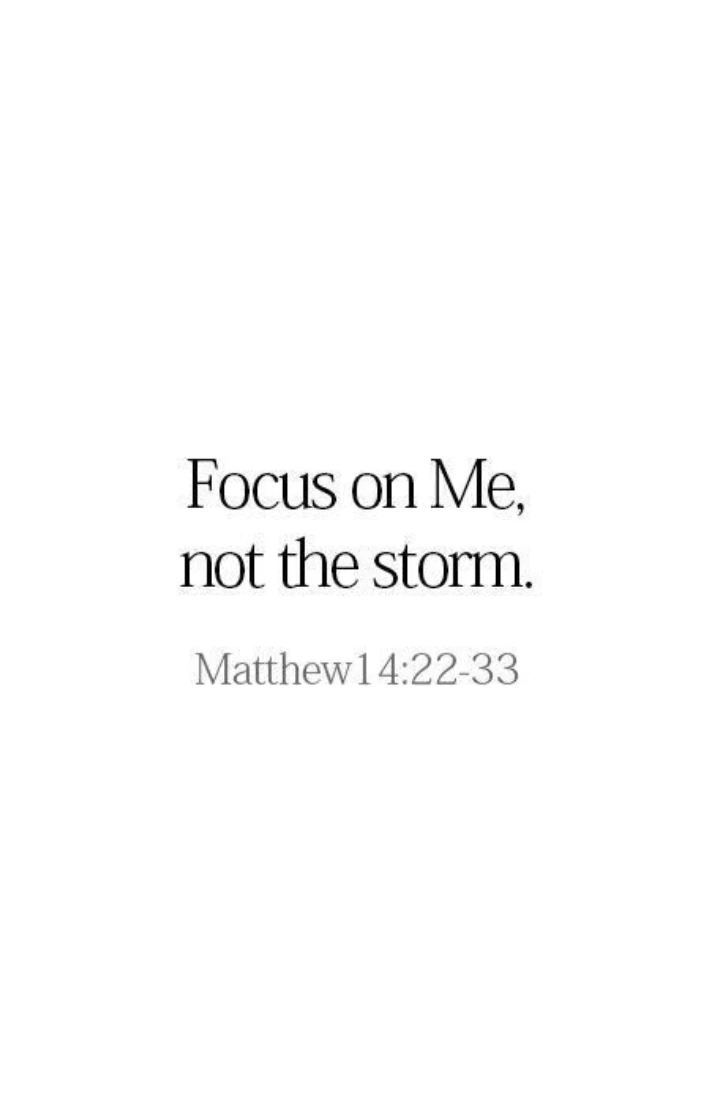 Focus on Me,
not the storm.
Matthew14:22-33